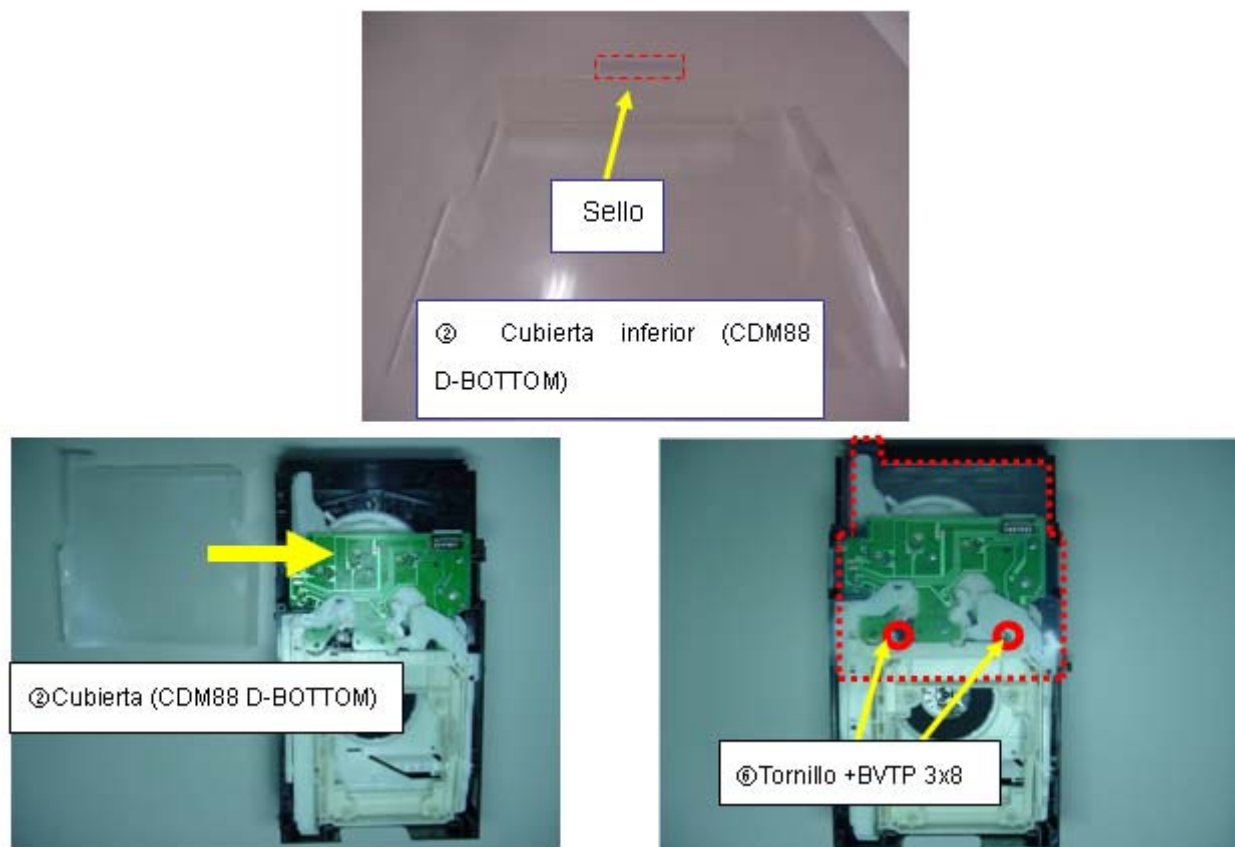 Sello
② Cubierta inferior (CDM88
D-BOTTOM)
②Cubierta (CDM88 D-BOTTOM)
⑥Tornillo +BVTP 3x8